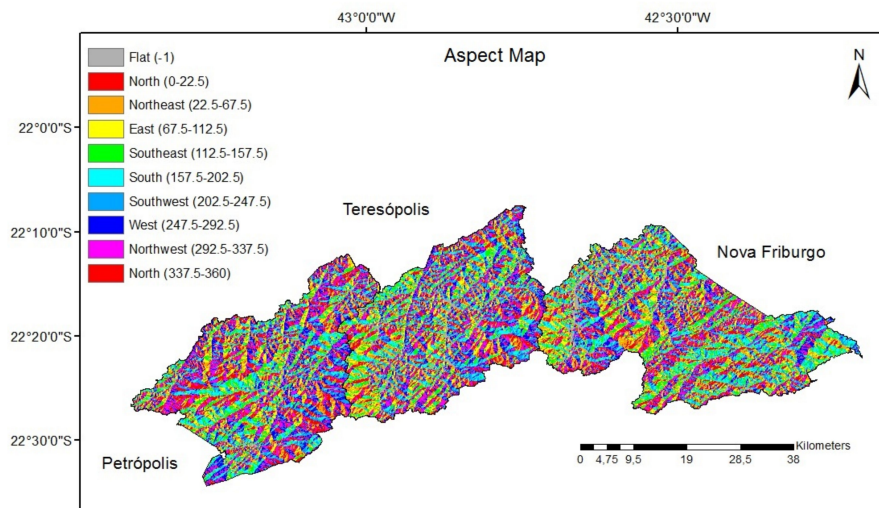 43°0'0"W 42°30'0"W
Aspect Map
N
Flat (-1)
North (0-22.5)
Northeast (22.5-67.5)
East (67.5-112.5)
Southeast (112.5-157.5)
South (157.5-202.5)
Southwest (202.5-247.5)
West (247.5-292.5)
Northwest (292.5-337.5)
North (337.5-360)
22°0'0"S
22°10'0"S
22°20'0"S
22°30'0"S
Teresópolis
Nova Friburgo
Petrópolis
Kilometers
0 4,75 9,5 19 28,5 38